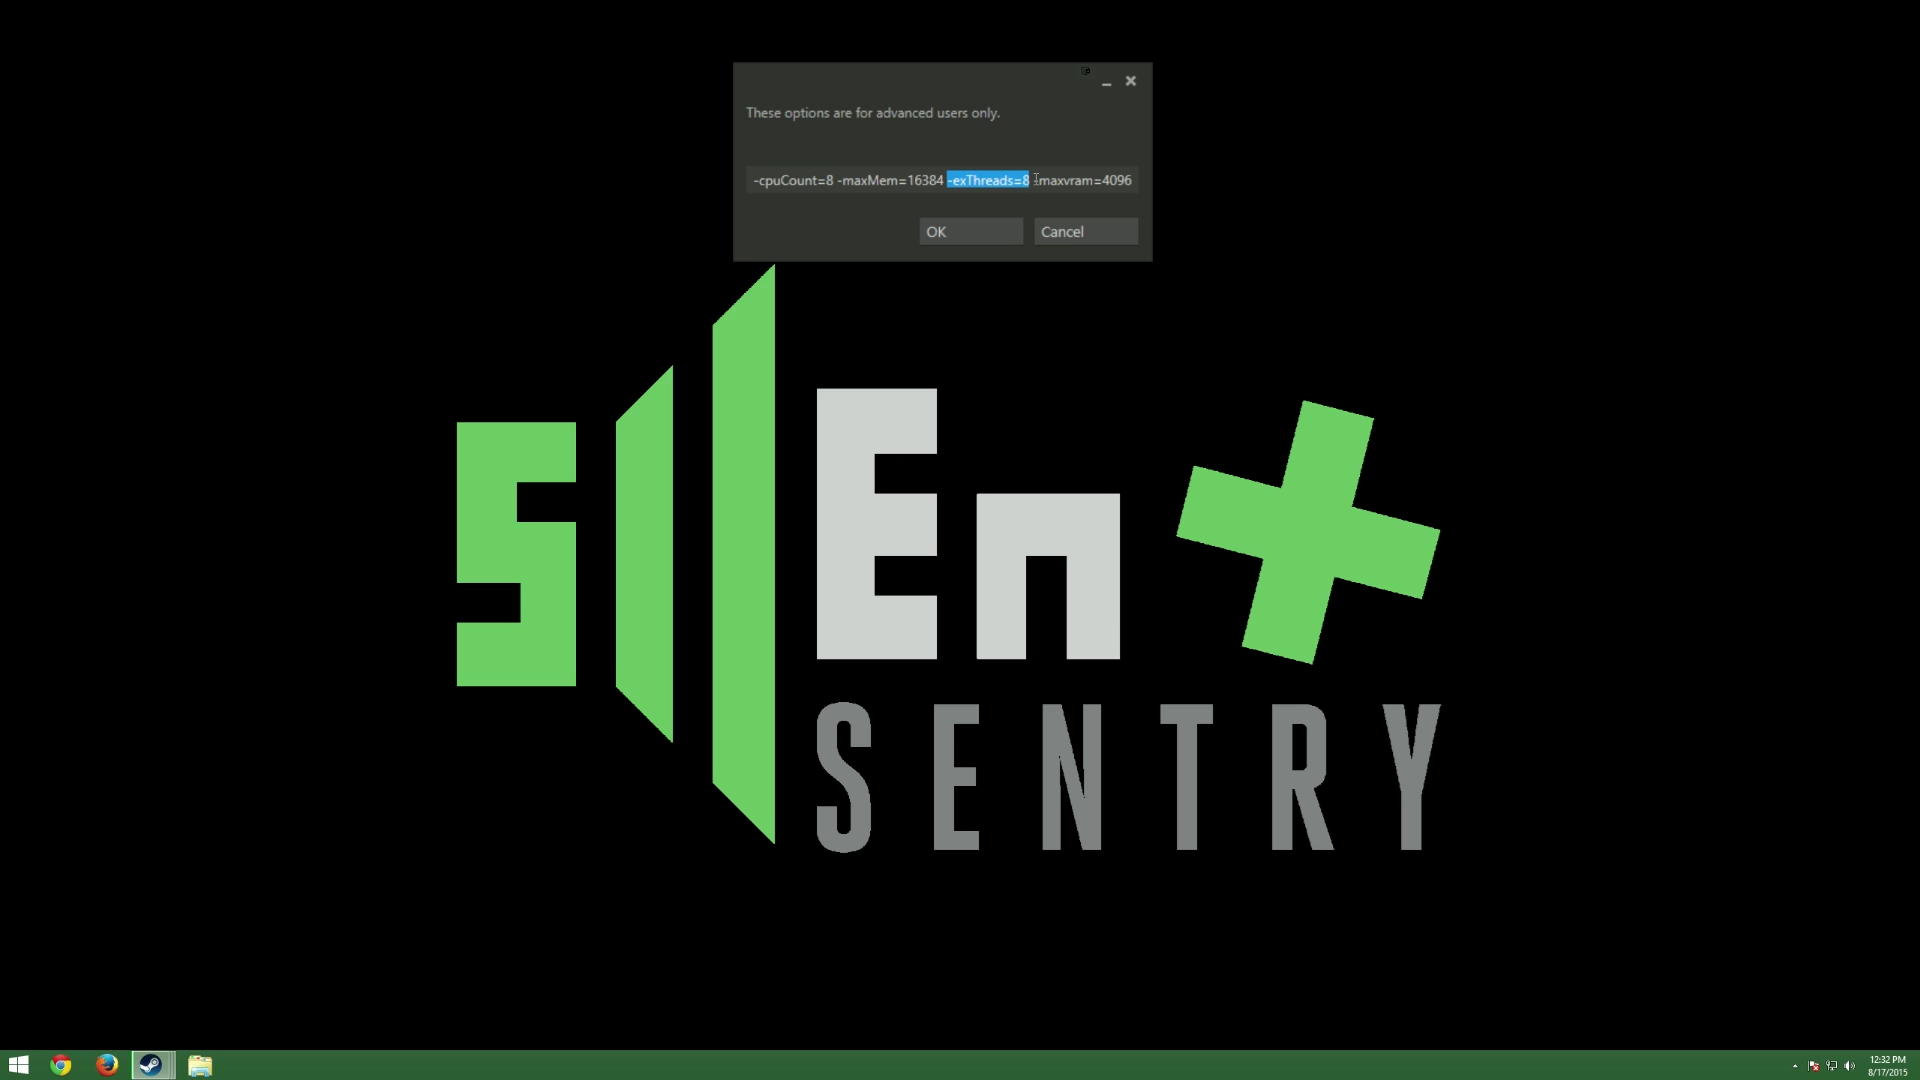 These options are for advanced users only.
-cpuCount=8 -maxMem=16384 -exThreads=8 -maxvram=4096
OK
Cancel
SilEnt
SENTRY
12:32 PM
8/17/2015